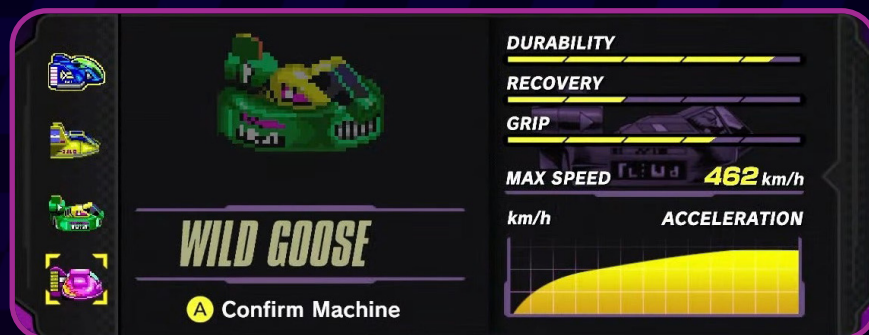 DURABILITY
RECOVERY
GRIP
MAX SPEED 462 km/h
km/h ACCELERATION
WILD GOOSE
A Confirm Machine